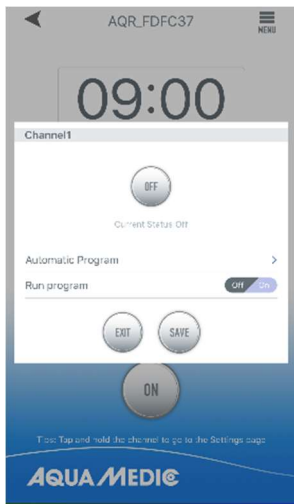 AQR_FDFC37
MENU
09:00
Channel1
OFF
Current Status Off
Automatic Program
Run program
Off
On
EXIT
SAVE
ON
Tips: Tap and hold the channel to go to the Settings page
AQUA MEDIC